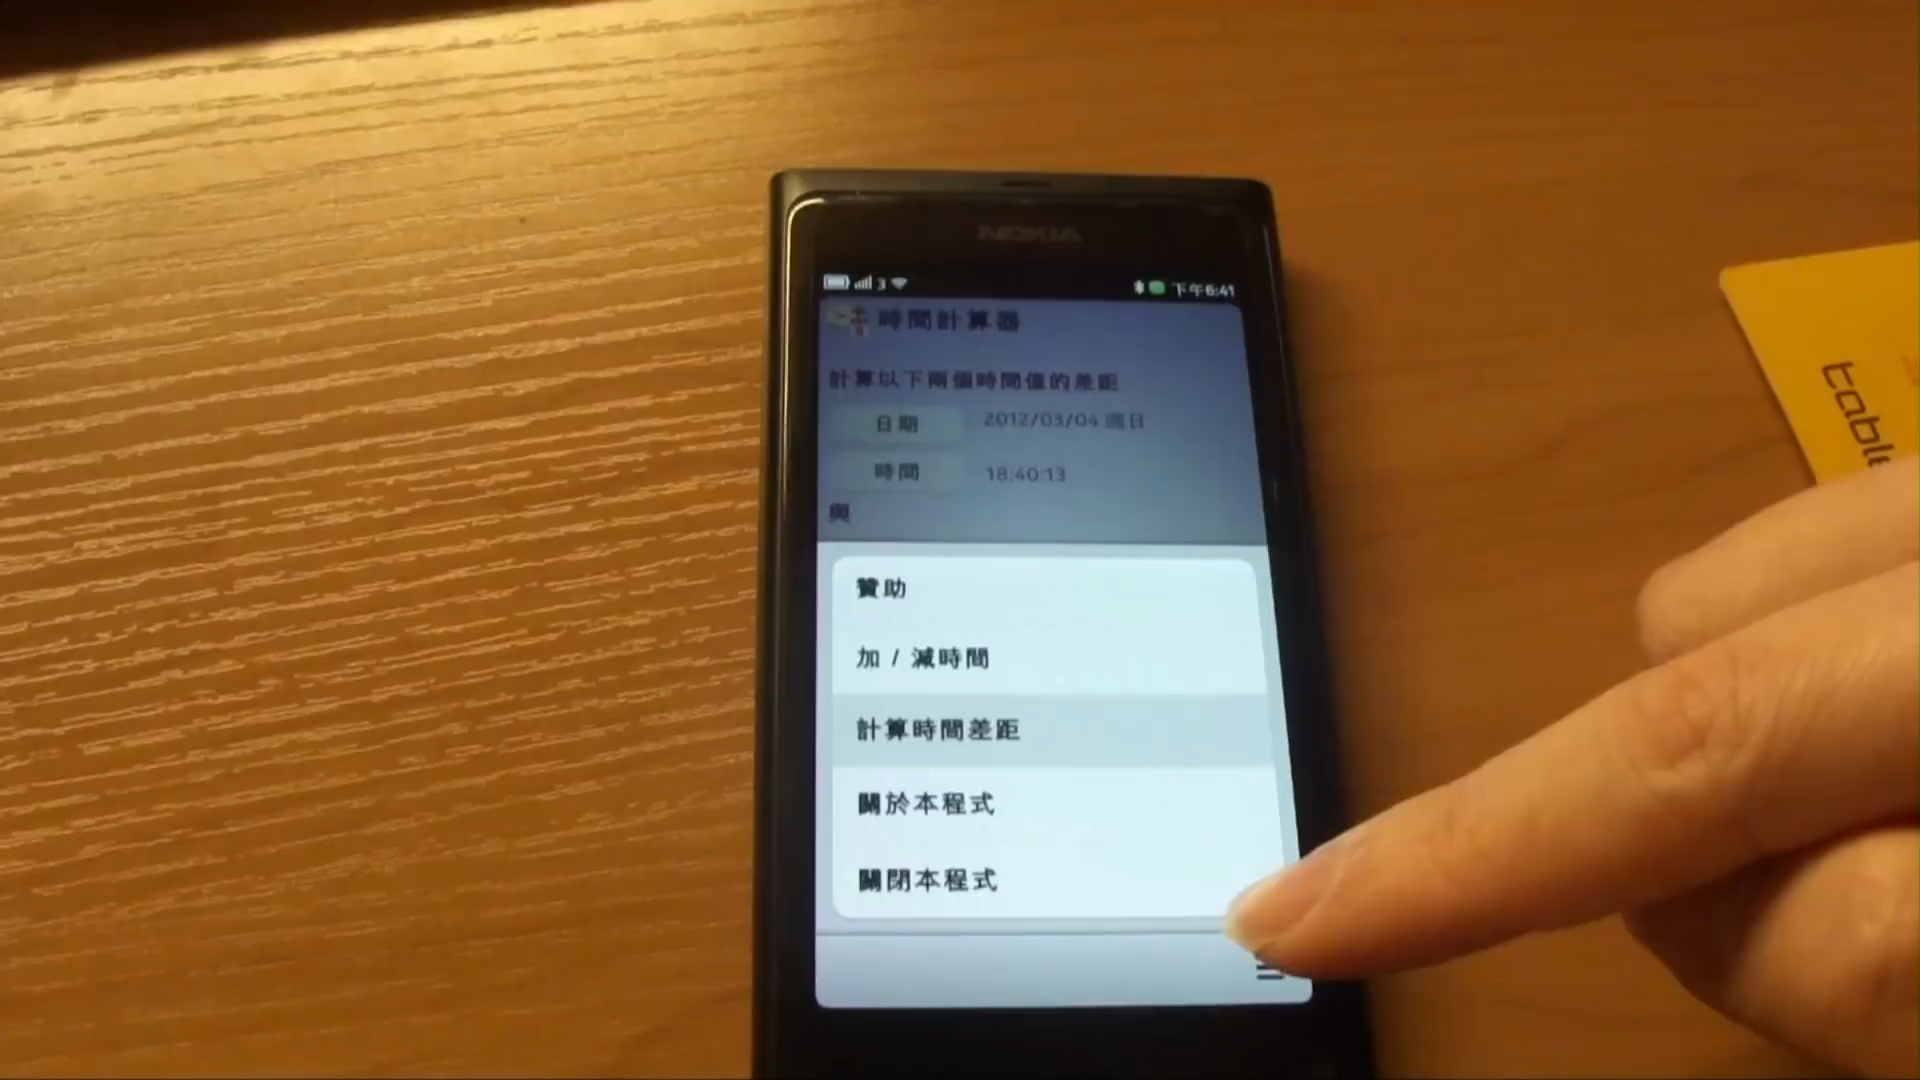 NOKIA
3 下午6:41
時間計算器
計算以下兩個時間值的差距
日期 2012/03/04 週日
時間 18:40:13
與
贊助
加 / 減時間
計算時間差距
關於本程式
關閉本程式
table